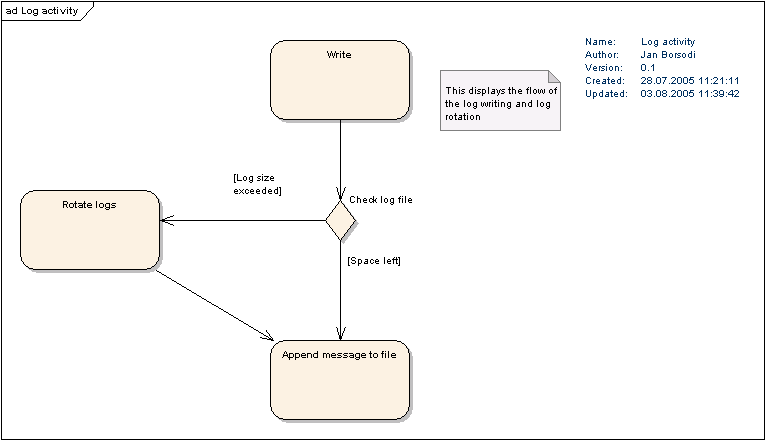 ad Log activity
Write
This displays the flow of
the log writing and log
rotation
Name: Log activity
Author: Jan Borsodi
Version: 0.1
Created: 28.07.2005 11:21:11
Updated: 03.08.2005 11:39:42
[Log size
exceeded]
Check log file
Rotate logs
[Space left]
Append message to file